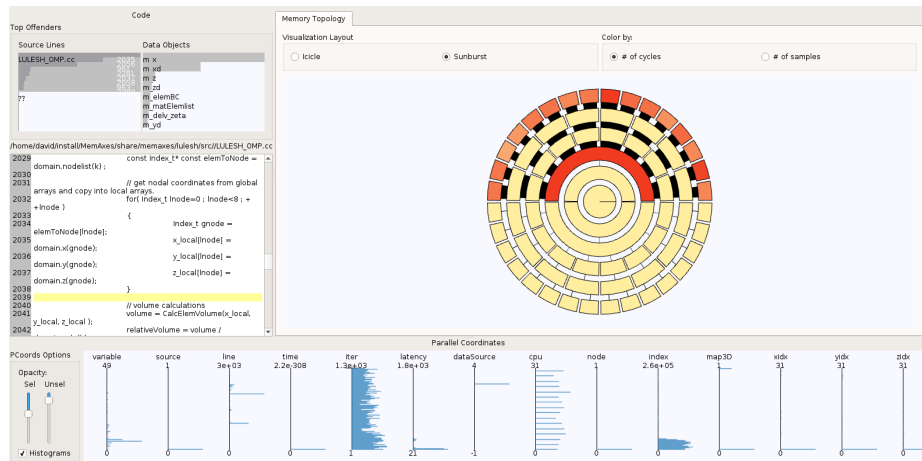 Code
Top Offenders
Source Lines
Data Objects
LULESH_OMP.cc
2035
??
m_x
m_xd
m_z
m_zd
m_elemBC
m_matElemlist
m_delv_zeta
m_yd
/home/david/install/MemAxes/share/memaxes/lulesh/src//LULESH_OMP.cc
2029 const Index_t* const elemToNode =
domain.nodelist(k) ;
2030
2031 // get nodal coordinates from global
arrays and copy into local arrays.
2032 for( Index_t lnode=0 ; lnode<8 ; +
+lnode )
2033 {
2034 Index_t gnode =
elemToNode[lnode];
2035 x_local[lnode] =
domain.x(gnode);
2036 y_local[lnode] =
domain.y(gnode);
2037 z_local[lnode] =
domain.z(gnode);
2038 }
2039
2040 // volume calculations
2041 volume = CalcElemVolume(x_local,
y_local, z_local );
2042 relativeVolume = volume /
Memory Topology
Visualization Layout
Icicle
Sunburst
Color by:
# of cycles
# of samples
Parallel Coordinates
PCoords Options
Opacity:
Sel Unsel
Histograms
variable source line time iter latency dataSource cpu node index map3D xidx yidx zidx
49 1 3e+03 2.2e-308 1.3e+03 1.8e+03 4 31 1 2.6e+05 1 31 31 31
0 0 0 0 1 21 -1 0 0 0 0 0 0 0